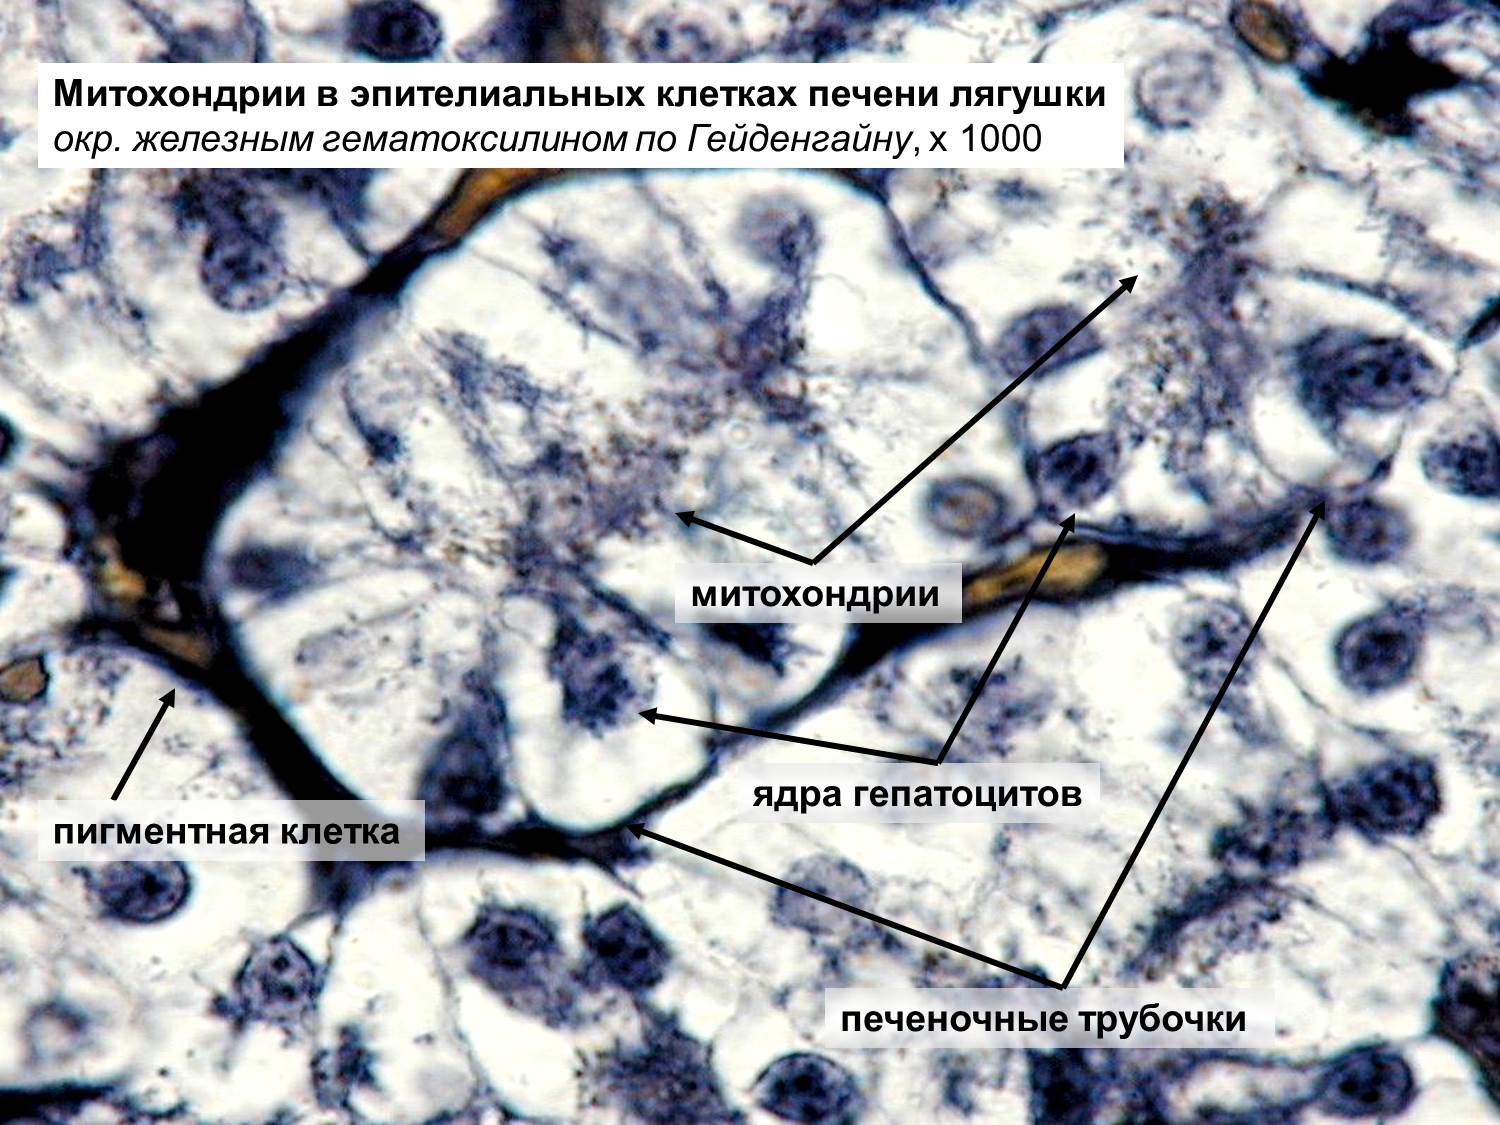 Митохондрии в эпителиальных клетках печени лягушки
окр. железным гематоксилином по Гейденгайну, х 1000
митохондрии
ядра гепатоцитов
пигментная клетка
печеночные трубочки